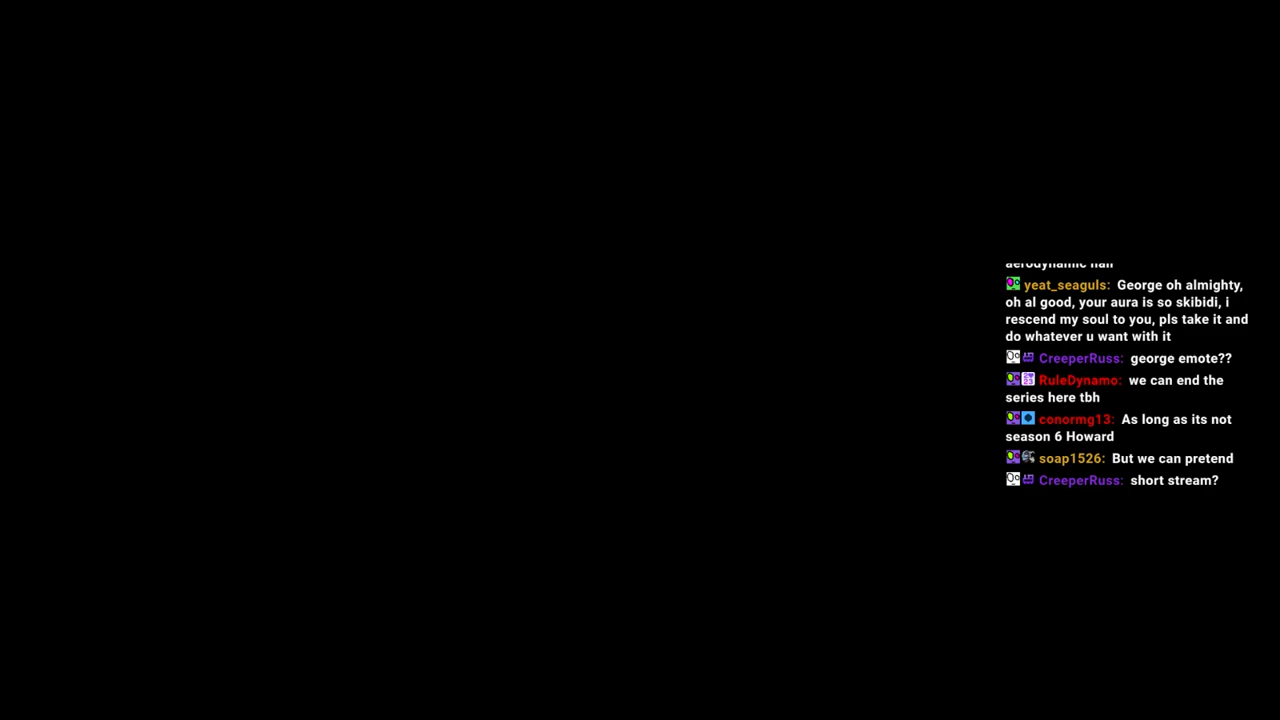 yeat_seaguls: George oh almighty,
oh al good, your aura is so skibidi, i
rescend my soul to you, pls take it and
do whatever u want with it
CreeperRuss: george emote??
RuleDynamo: we can end the
series here tbh
conormg13: As long as its not
season 6 Howard
soap1526: But we can pretend
CreeperRuss: short stream?